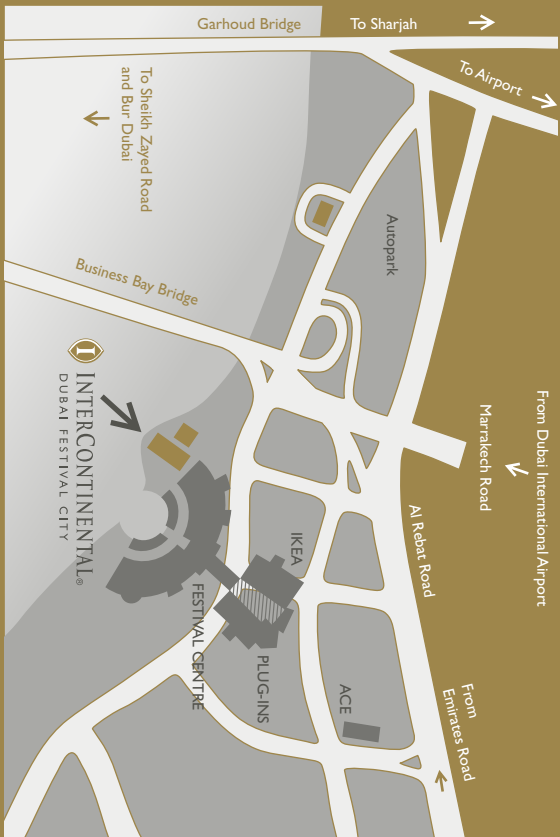 Garhoud Bridge
To Sharjah
To Airport
To Sheikh Zayed Road
and Bur Dubai
Autopark
Business Bay Bridge
From Dubai International Airport
Marrakech Road
INTERCONTINENTAL®
DUBAI FESTIVAL CITY
Al Rebat Road
IKEA
FESTIVAL CENTRE
PLUG-INS
ACE
From
Emirates Road